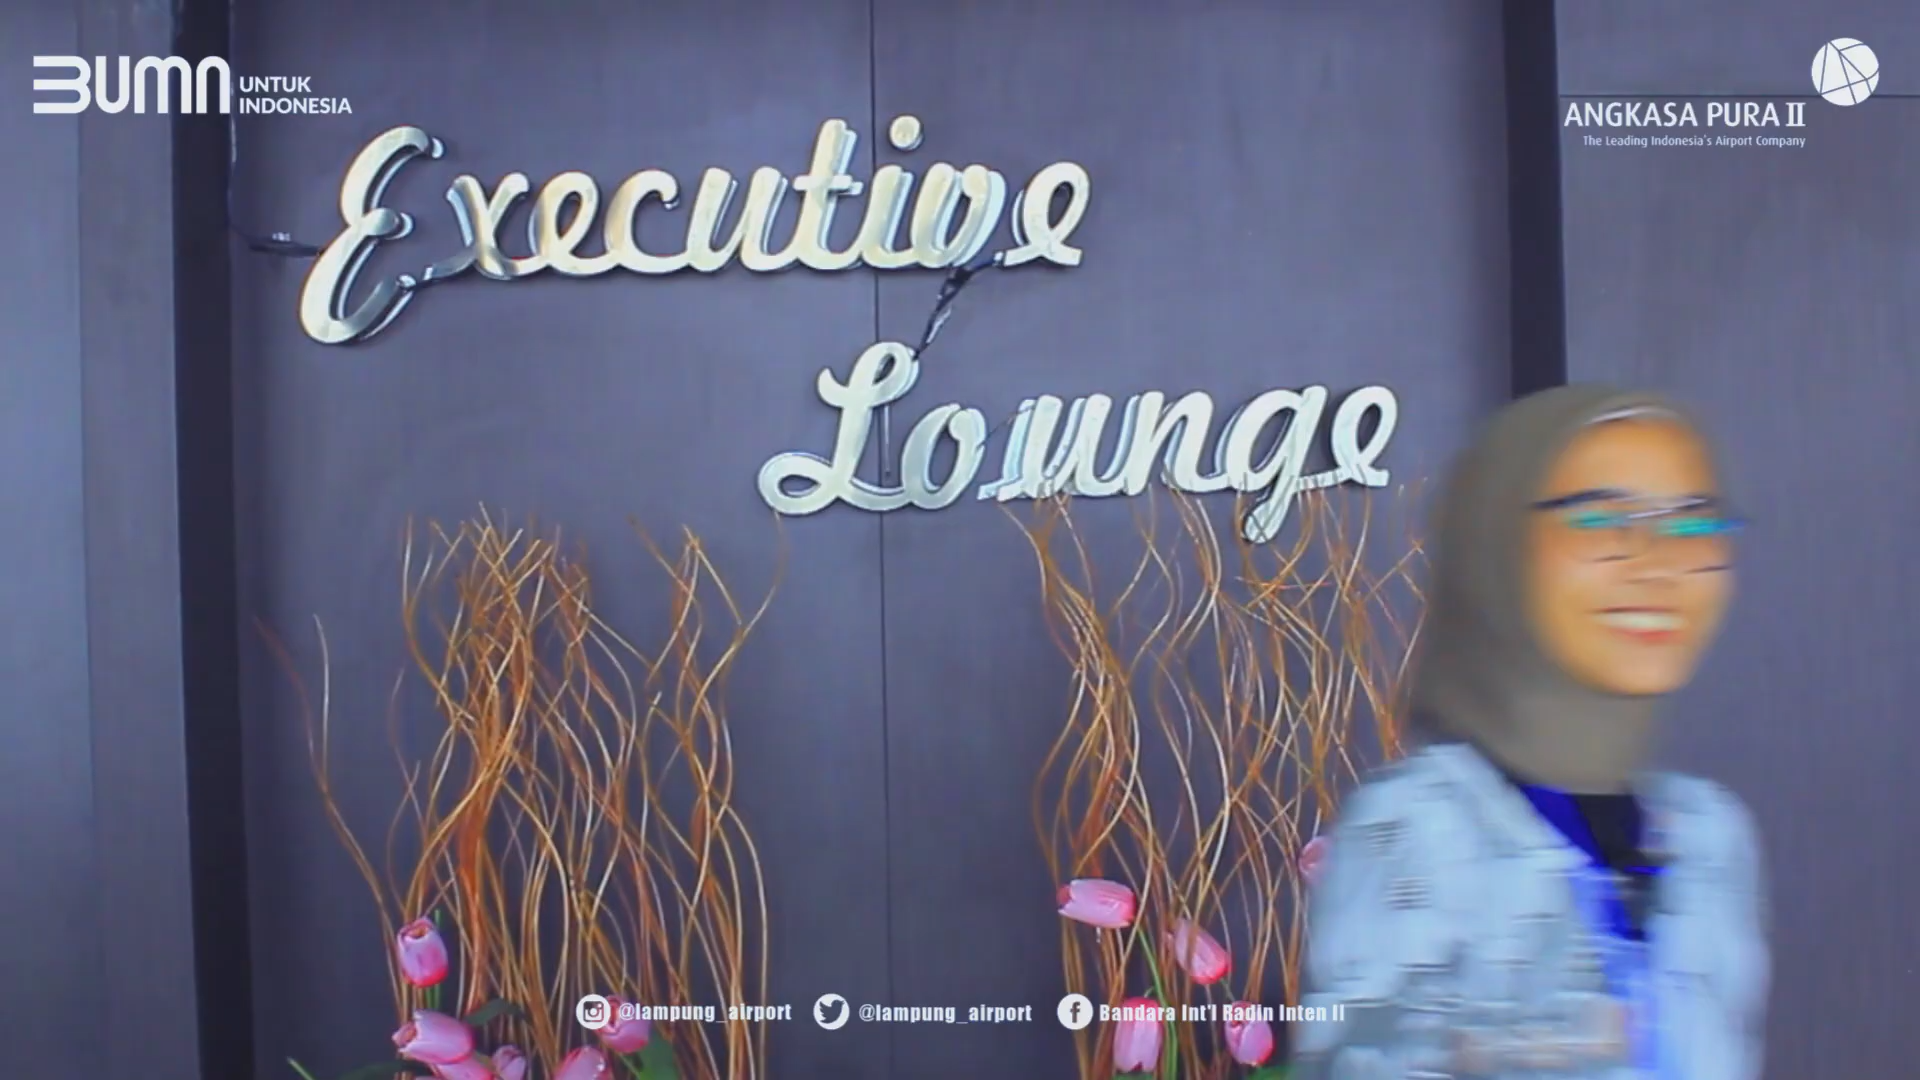 BUMN UNTUK
INDONESIA
ANGKASA PURA II
The Leading Indonesia's Airport Company
Executive
Lounge
@lampung_airport @lampung_airport Bandara Int'l Radin Inten II